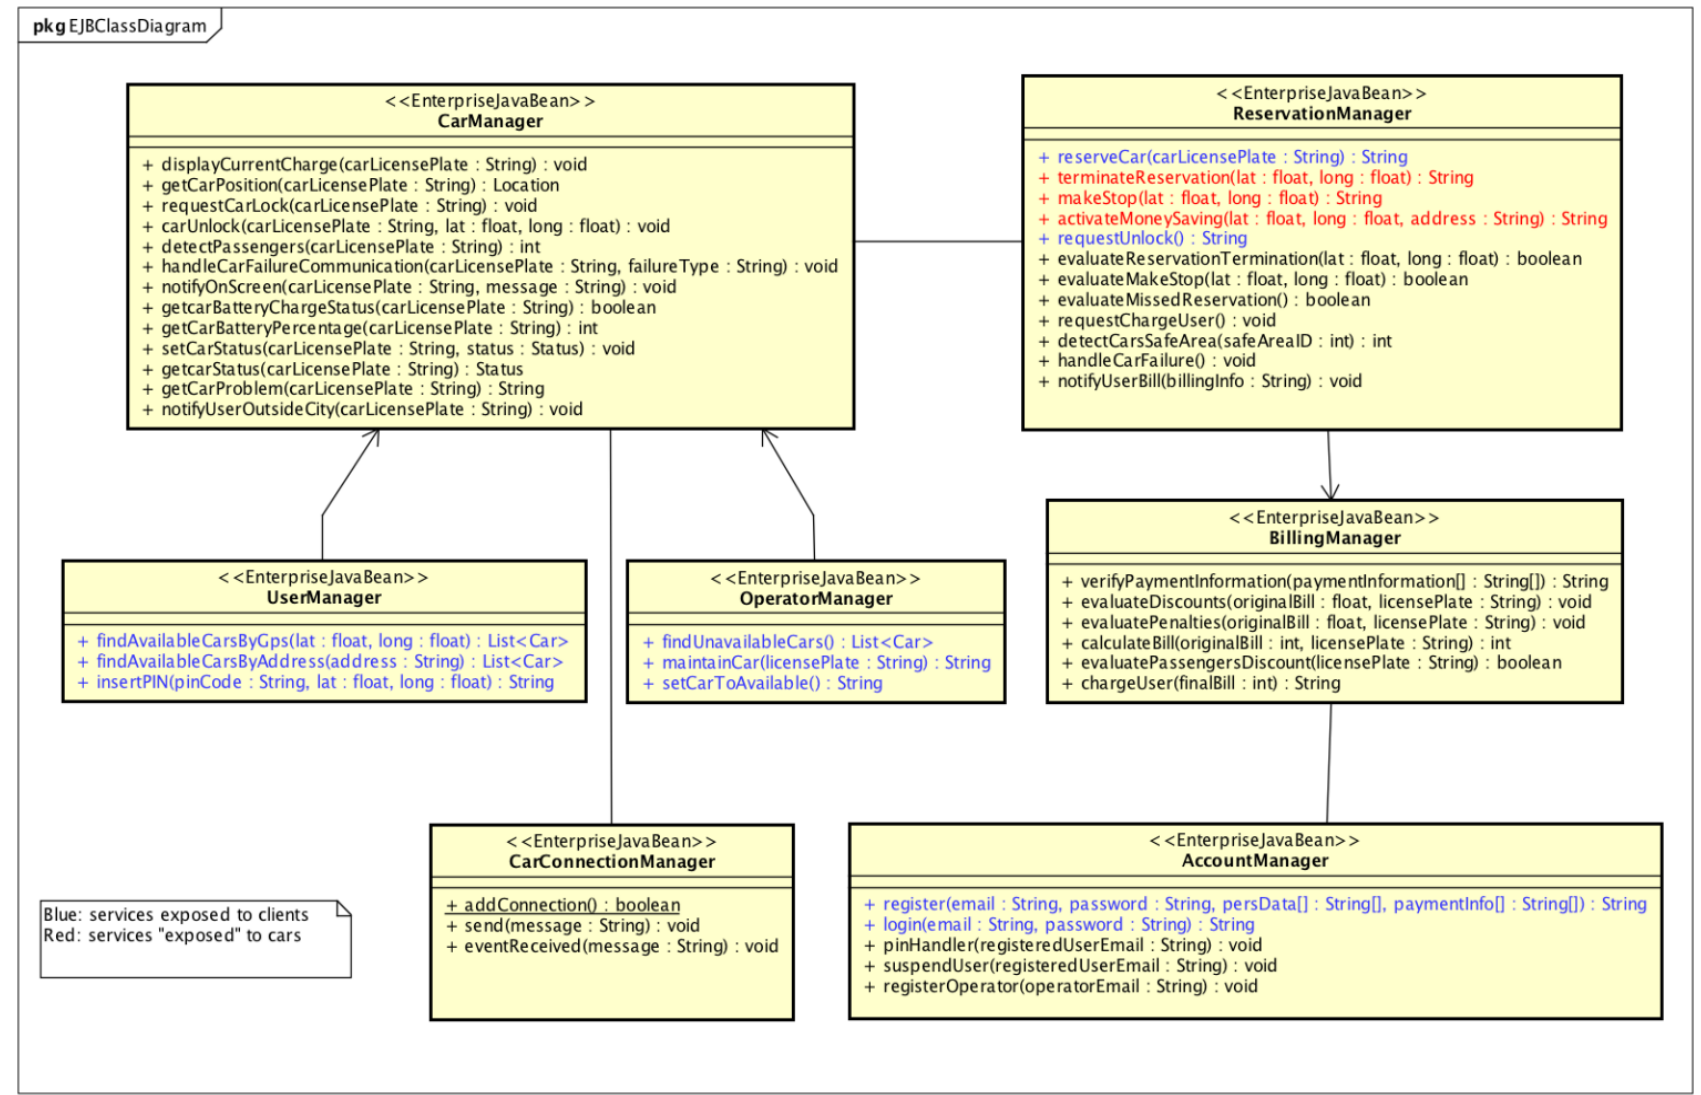 pkg EJBClassDiagram
<<EnterpriseJavaBean>>
CarManager
+ displayCurrentCharge(carLicensePlate : String) : void
+ getCarPosition(carLicensePlate : String) : Location
+ requestCarLock(carLicensePlate : String) : void
+ carUnlock(carLicensePlate : String, lat : float, long : float) : void
+ detectPassengers(carLicensePlate : String) : int
+ handleCarFailureCommunication(carLicensePlate : String, failureType : String) : void
+ notifyOnScreen(carLicensePlate : String, message : String) : void
+ getcarBatteryChargeStatus(carLicensePlate : String) : boolean
+ getCarBatteryPercentage(carLicensePlate : String) : int
+ setCarStatus(carLicensePlate : String, status : Status) : void
+ getcarStatus(carLicensePlate : String) : Status
+ getCarProblem(carLicensePlate : String) : String
+ notifyUserOutsideCity(carLicensePlate : String) : void
<<EnterpriseJavaBean>>
ReservationManager
+ reserveCar(carLicensePlate : String) : String
+ terminateReservation(lat : float, long : float) : String
+ makeStop(lat : float, long : float) : String
+ activateMoneySaving(lat : float, long : float, address : String) : String
+ requestUnlock() : String
+ evaluateReservationTermination(lat : float, long : float) : boolean
+ evaluateMakeStop(lat : float, long : float) : boolean
+ evaluateMissedReservation() : boolean
+ requestChargeUser() : void
+ detectCarsSafeArea(safeAreaID : int) : int
+ handleCarFailure() : void
+ notifyUserBill(billingInfo : String) : void
<<EnterpriseJavaBean>>
UserManager
+ findAvailableCarsByGps(lat : float, long : float) : List<Car>
+ findAvailableCarsByAddress(address : String) : List<Car>
+ insertPIN(pinCode : String, lat : float, long : float) : String
<<EnterpriseJavaBean>>
OperatorManager
+ findUnavailableCars() : List<Car>
+ maintainCar(licensePlate : String) : String
+ setCarToAvailable() : String
<<EnterpriseJavaBean>>
BillingManager
+ verifyPaymentInformation(paymentInformation[] : String[]) : String
+ evaluateDiscounts(originalBill : float, licensePlate : String) : void
+ evaluatePenalties(originalBill : float, licensePlate : String) : void
+ calculateBill(originalBill : int, licensePlate : String) : int
+ evaluatePassengersDiscount(licensePlate : String) : boolean
+ chargeUser(finalBill : int) : String
<<EnterpriseJavaBean>>
CarConnectionManager
+ addConnection() : boolean
+ send(message : String) : void
+ eventReceived(message : String) : void
<<EnterpriseJavaBean>>
AccountManager
+ register(email : String, password : String, persData[] : String[], paymentInfo[] : String[]) : String
+ login(email : String, password : String) : String
+ pinHandler(registeredUserEmail : String) : void
+ suspendUser(registeredUserEmail : String) : void
+ registerOperator(operatorEmail : String) : void
Blue: services exposed to clients
Red: services "exposed" to cars